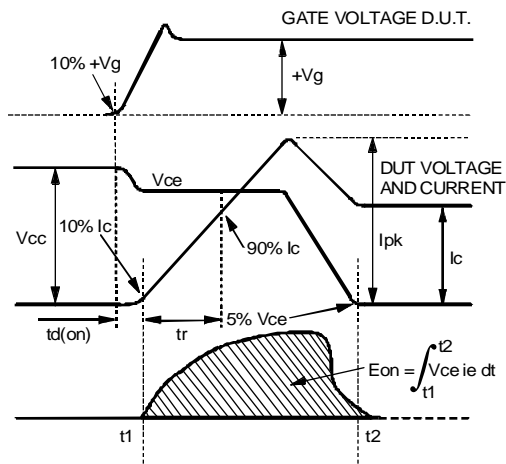 GATE VOLTAGE D.U.T.
10% +Vg
+Vg
Vce
DUT VOLTAGE
AND CURRENT
Vcc
10% Ic
90% Ic
Ipk
Ic
td(on)
tr
5% Vce
Eon = ∫ Vce ie dt
t2
t1
t1
t2